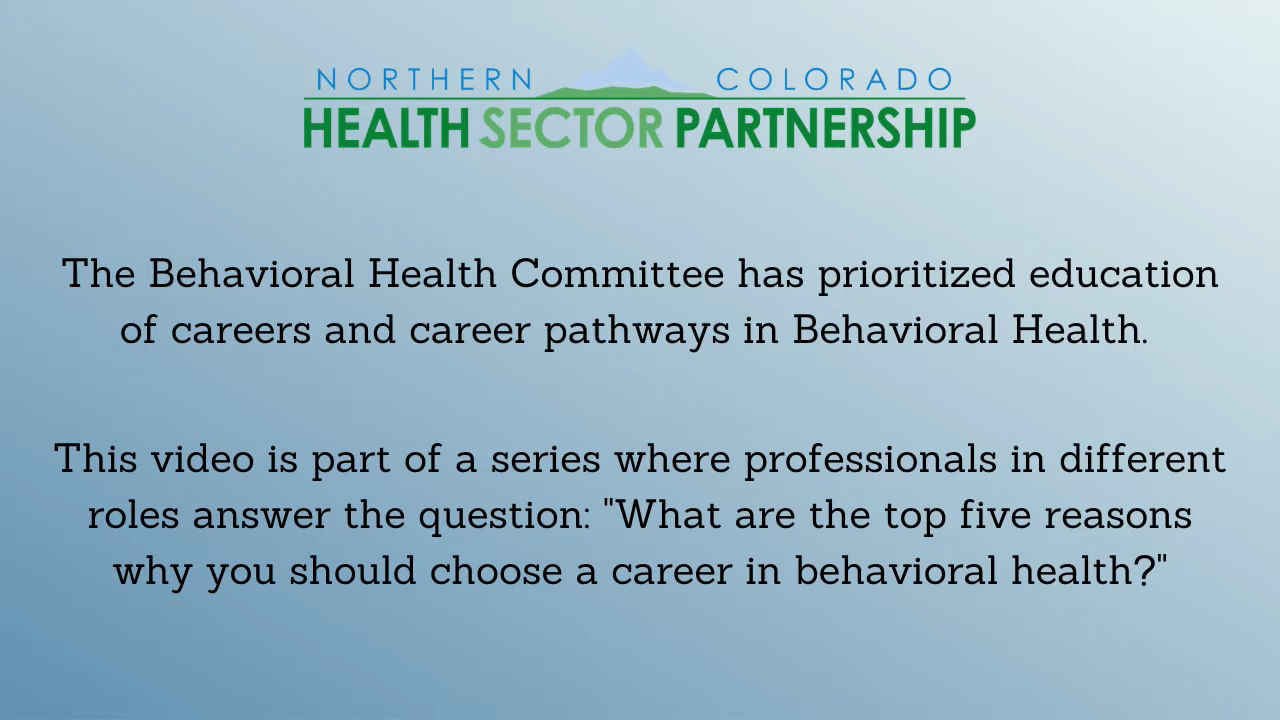 NORTHERN COLORADO
HEALTH SECTOR PARTNERSHIP
The Behavioral Health Committee has prioritized education
of careers and career pathways in Behavioral Health.
This video is part of a series where professionals in different
roles answer the question: "What are the top five reasons
why you should choose a career in behavioral health?"